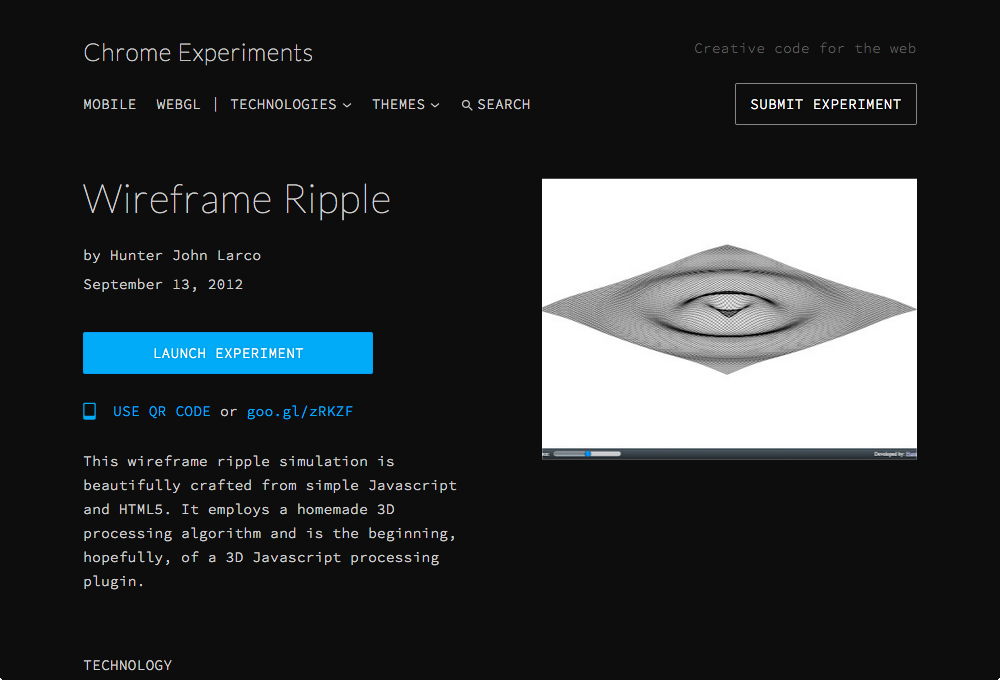 Chrome Experiments
Creative code for the web
MOBILE WEBGL | TECHNOLOGIES THEMES SEARCH
SUBMIT EXPERIMENT
Wireframe Ripple
by Hunter John Larco
September 13, 2012
LAUNCH EXPERIMENT
USE QR CODE or goo.gl/zRKZF
This wireframe ripple simulation is
beautifully crafted from simple Javascript
and HTML5. It employs a homemade 3D
processing algorithm and is the beginning,
hopefully, of a 3D Javascript processing
plugin.
Developed by:
TECHNOLOGY